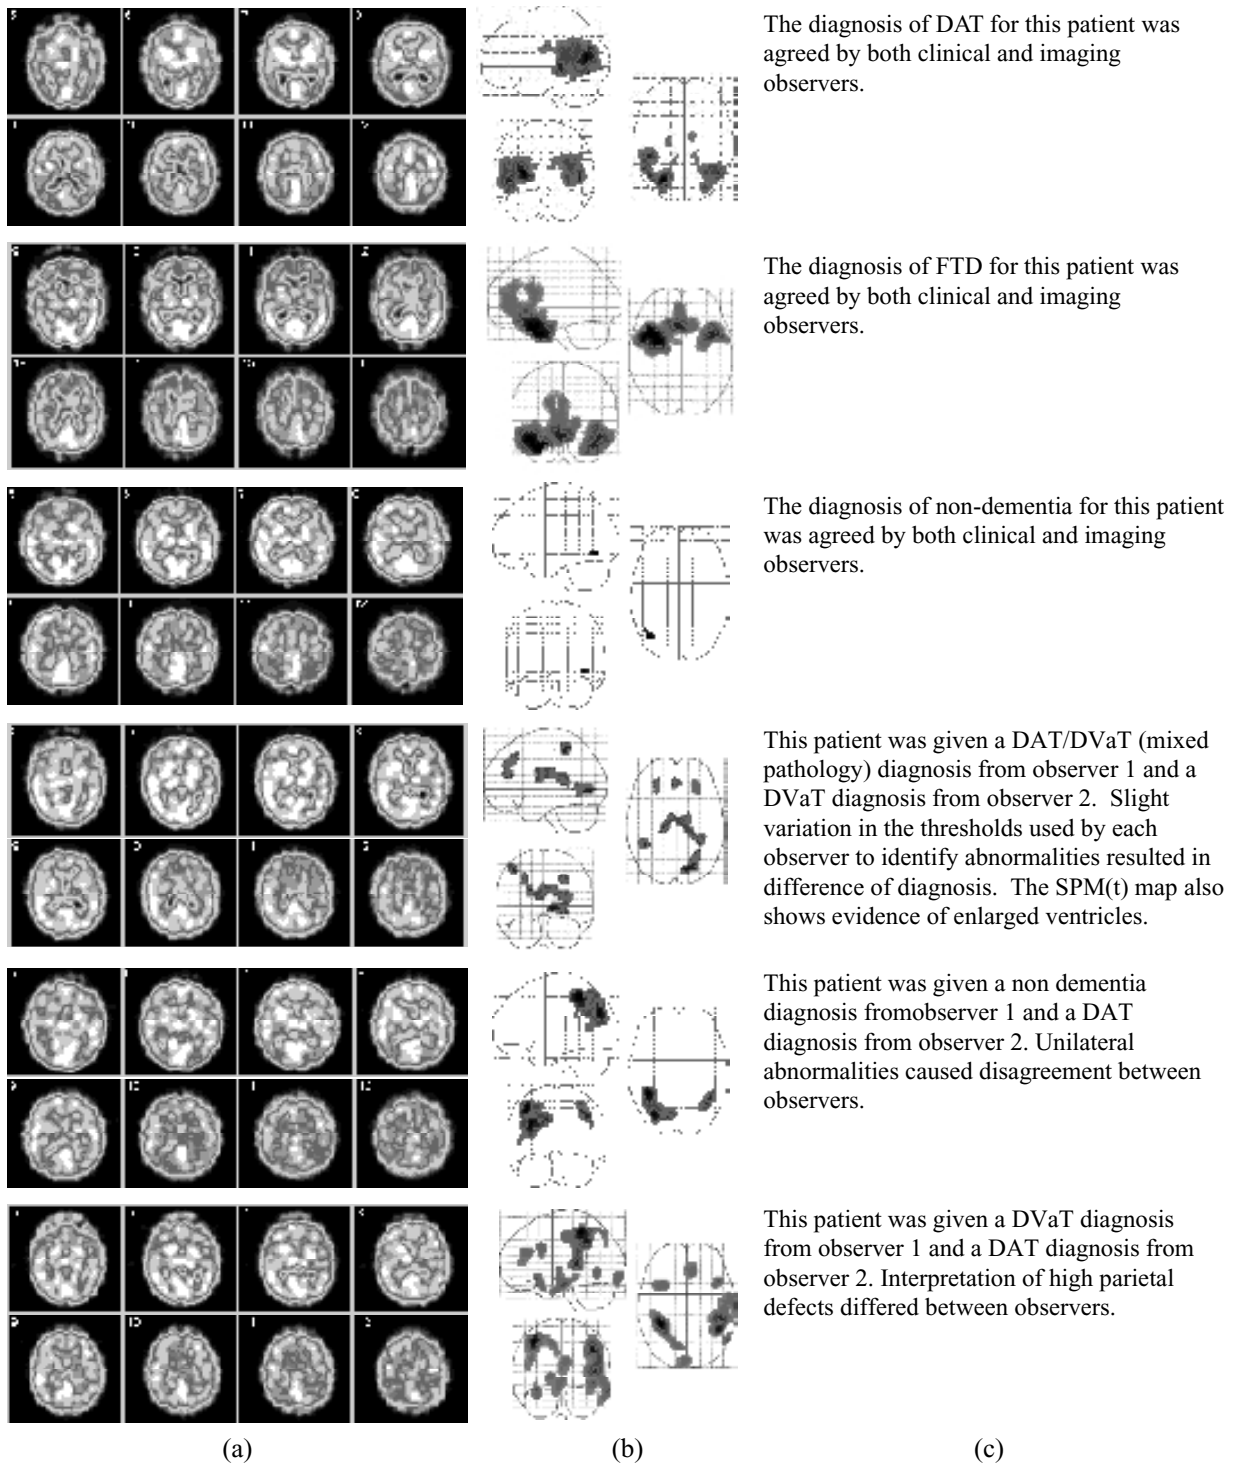 The diagnosis of DAT for this patient was
agreed by both clinical and imaging
observers.
The diagnosis of FTD for this patient was
agreed by both clinical and imaging
observers.
The diagnosis of non-dementia for this patient
was agreed by both clinical and imaging
observers.
This patient was given a DAT/DVaT (mixed
pathology) diagnosis from observer 1 and a
DVaT diagnosis from observer 2.  Slight
variation in the thresholds used by each
observer to identify abnormalities resulted in
difference of diagnosis.  The SPM(t) map also
shows evidence of enlarged ventricles.
This patient was given a non dementia
diagnosis fromobserver 1 and a DAT
diagnosis from observer 2. Unilateral
abnormalities caused disagreement between
observers.
This patient was given a DVaT diagnosis
from observer 1 and a DAT diagnosis from
observer 2. Interpretation of high parietal
defects differed between observers.
(a) (b) (c)